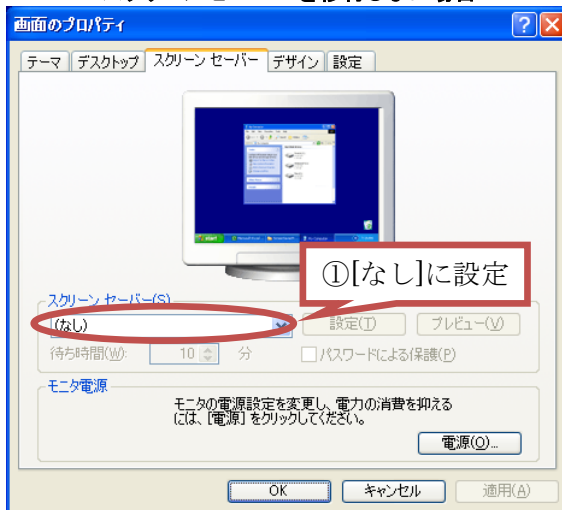 画面のプロパティ
テーマ デスクトップ スクリーン セーバー デザイン 設定
①[なし]に設定
スクリーン セーバー(S)
(なし) 設定(T) プレビュー(V)
待ち時間(W): 10 分 パスワードによる保護(P)
モニタ電源
モニタの電源設定を変更し、電力の消費を抑える
には、[電源] をクリックしてください。
電源(O)...
OK キャンセル 適用(A)